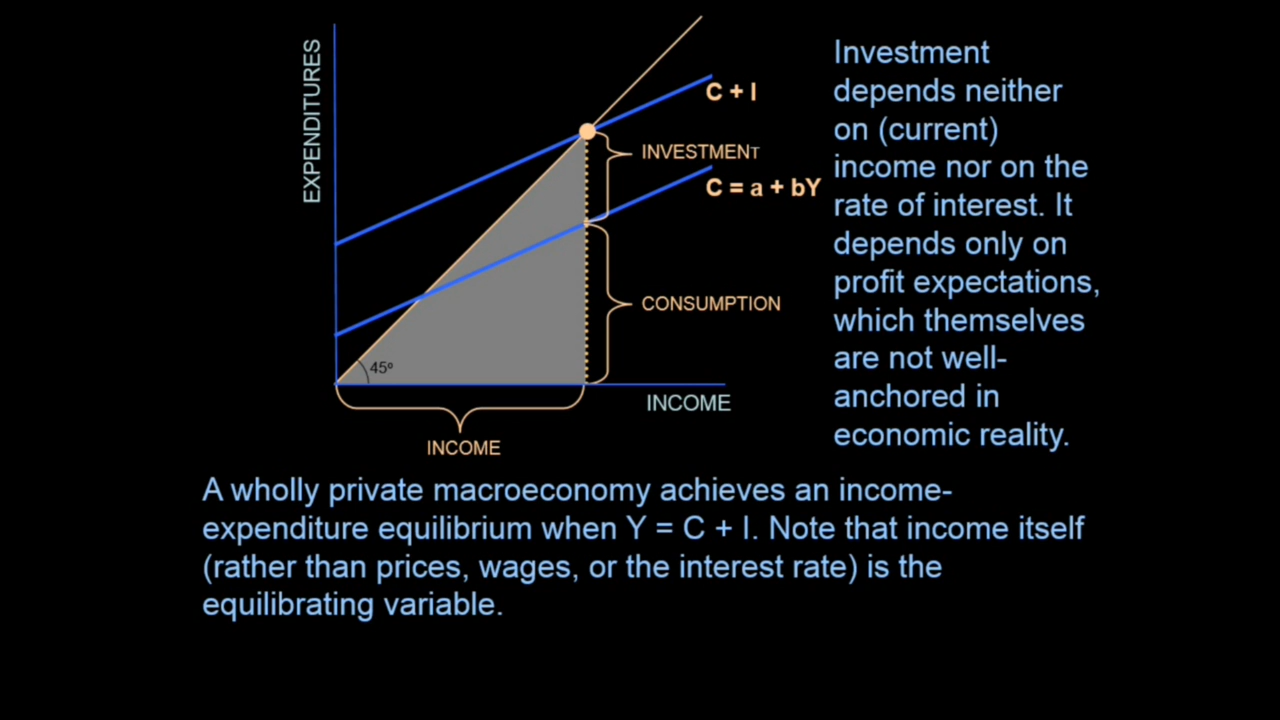 EXPENDITURES
C + I
INVESTMENT
C = a + bY
CONSUMPTION
45º
INCOME
INCOME
Investment
depends neither
on (current)
income nor on the
rate of interest. It
depends only on
profit expectations,
which themselves
are not well-
anchored in
economic reality.
A wholly private macroeconomy achieves an income-
expenditure equilibrium when Y = C + I. Note that income itself
(rather than prices, wages, or the interest rate) is the
equilibrating variable.